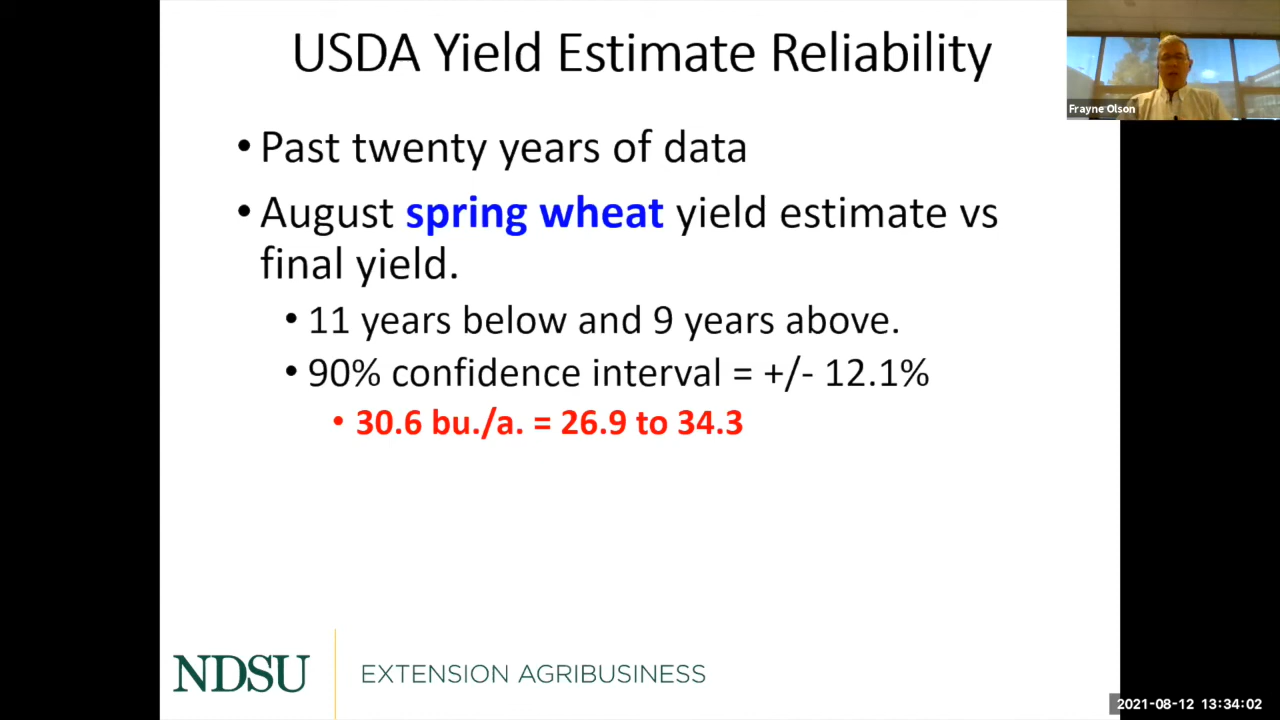 USDA Yield Estimate Reliability
Frayne Olson
• Past twenty years of data
• August spring wheat yield estimate vs
final yield.
• 11 years below and 9 years above.
• 90% confidence interval = +/- 12.1%
• 30.6 bu./a. = 26.9 to 34.3
NDSU EXTENSION AGRIBUSINESS
2021-08-12 13:34:02